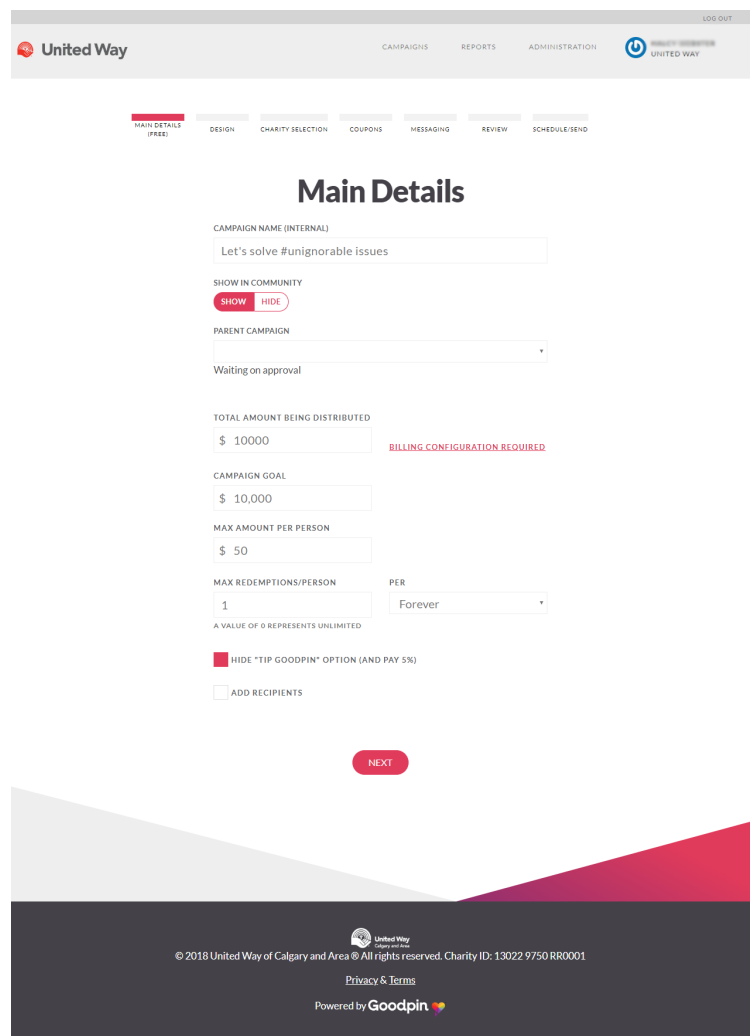 LOG OUT
United Way
CAMPAIGNS REPORTS ADMINISTRATION
UNITED WAY
MAIN DETAILS
(FREE)
DESIGN CHARITY SELECTION COUPONS MESSAGING REVIEW SCHEDULE/SEND
Main Details
CAMPAIGN NAME (INTERNAL)
Let's solve #unignorable issues
SHOW IN COMMUNITY
SHOW HIDE
PARENT CAMPAIGN
Waiting on approval
TOTAL AMOUNT BEING DISTRIBUTED
$ 10000
BILLING CONFIGURATION REQUIRED
CAMPAIGN GOAL
$ 10,000
MAX AMOUNT PER PERSON
$ 50
MAX REDEMPTIONS/PERSON PER
1 Forever
A VALUE OF 0 REPRESENTS UNLIMITED
HIDE "TIP GOODPIN" OPTION (AND PAY 5%)
ADD RECIPIENTS
NEXT
United Way
Calgary and Area
© 2018 United Way of Calgary and Area ® All rights reserved. Charity ID: 13022 9750 RR0001
Privacy & Terms
Powered by Goodpin